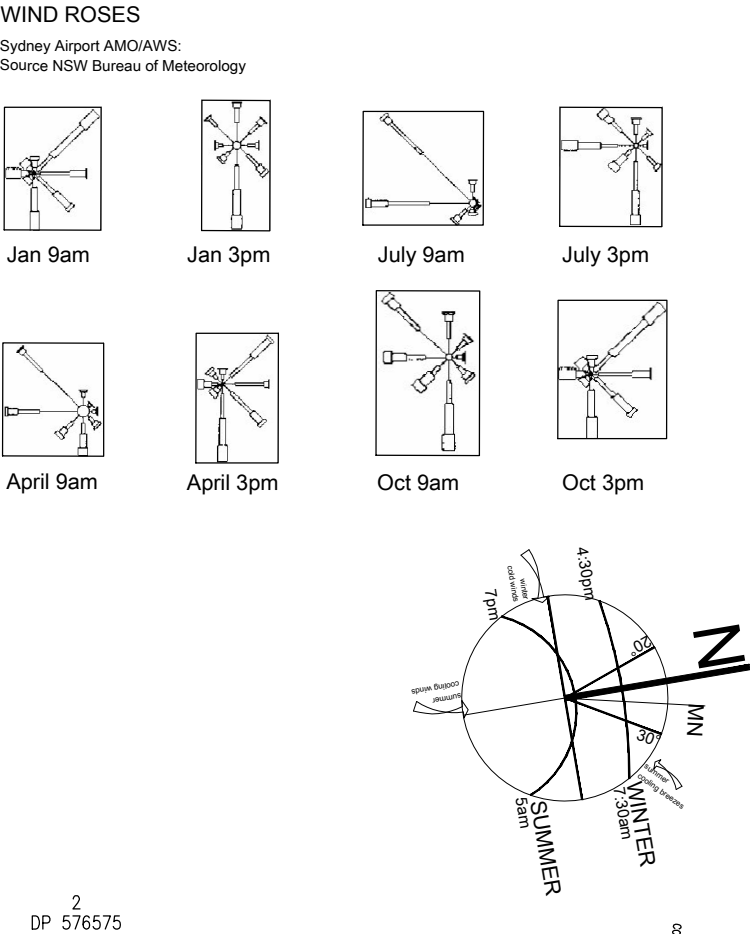 WIND ROSES
Sydney Airport AMO/AWS:
Source NSW Bureau of Meteorology
Jan 9am
Jan 3pm
July 9am
July 3pm
April 9am
April 3pm
Oct 9am
Oct 3pm
winter
cold winds
4:30pm
7pm
20°
N
summer
cooling winds
MN
30°
summer
cooling breezes
WINTER
7:30am
SUMMER
5am
2
DP 576575
8